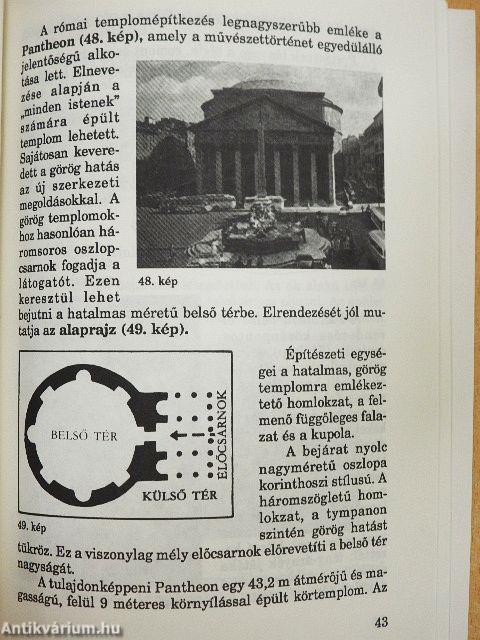 A római templomépítkezés legnagyszerübb emléke a
Pantheon (48. kép), amely a művészettörténet egyedülálló
jelentőségű alko-
tása lett. Elneve-
zése alapján a
„minden istenek”
számára épült
templom lehetett.
Sajátosan kevere-
dett a görög hatás
az új szerkezeti
megoldásokkal. A
görög templomok-
hoz hasonlóan há-
romsoros oszlop-
csarnok fogadja a
látogatót. Ezen
keresztül lehet
48. kép
bejutni a hatalmas méretű belső térbe. Elrendezését jól mu-
tatja az alaprajz (49. kép).
BELSŐ TÉR
ELŐCSARNOK
KÜLSŐ TÉR
49. kép
Építészeti egysé-
gei a hatalmas, görög
templomra emlékez-
tető homlokzat, a fel-
menő függőleges fala-
zat és a kupola.
A bejárat nyolc
nagyméretű oszlopa
korinthoszi stílusú. A
háromszögletű hom-
lokzat, a tympanon
szintén görög hatást
tükröz. Ez a viszonylag mély előcsarnok előrevetíti a belső tér
nagyságát.
A tulajdonképpeni Pantheon egy 43,2 m átmérőjű és ma-
gasságú, felül 9 méteres környílással épült körtemplom. Az
43
Antikvárium.hu